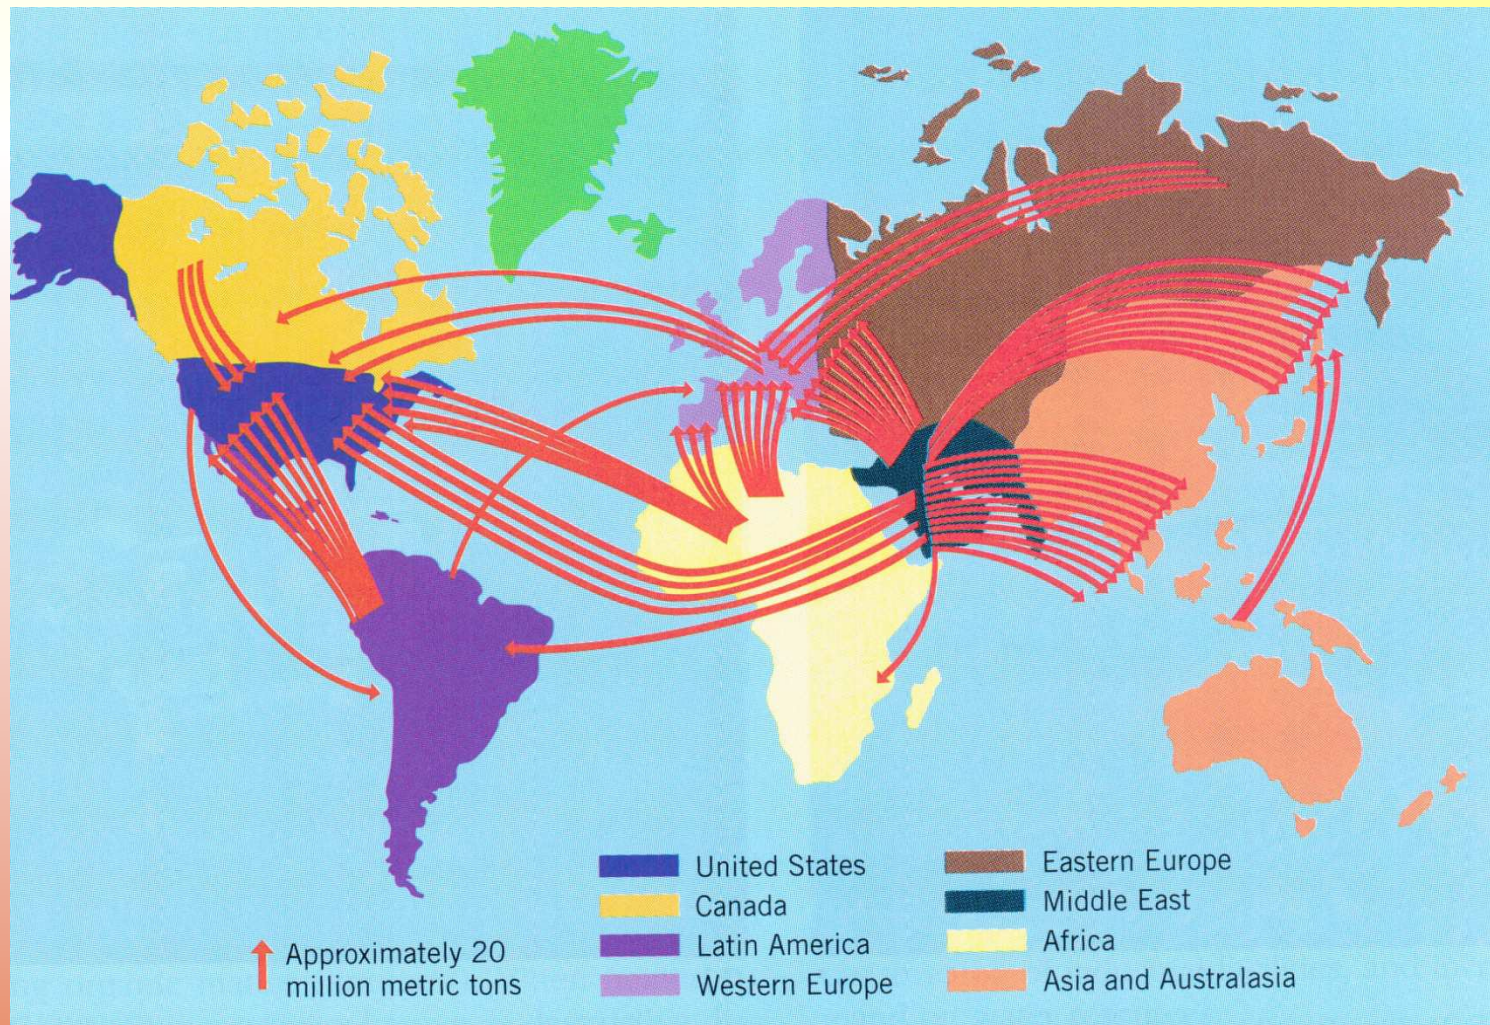 United States
Canada
Latin America
Western Europe
Eastern Europe
Middle East
Africa
Asia and Australasia
Approximately 20
million metric tons